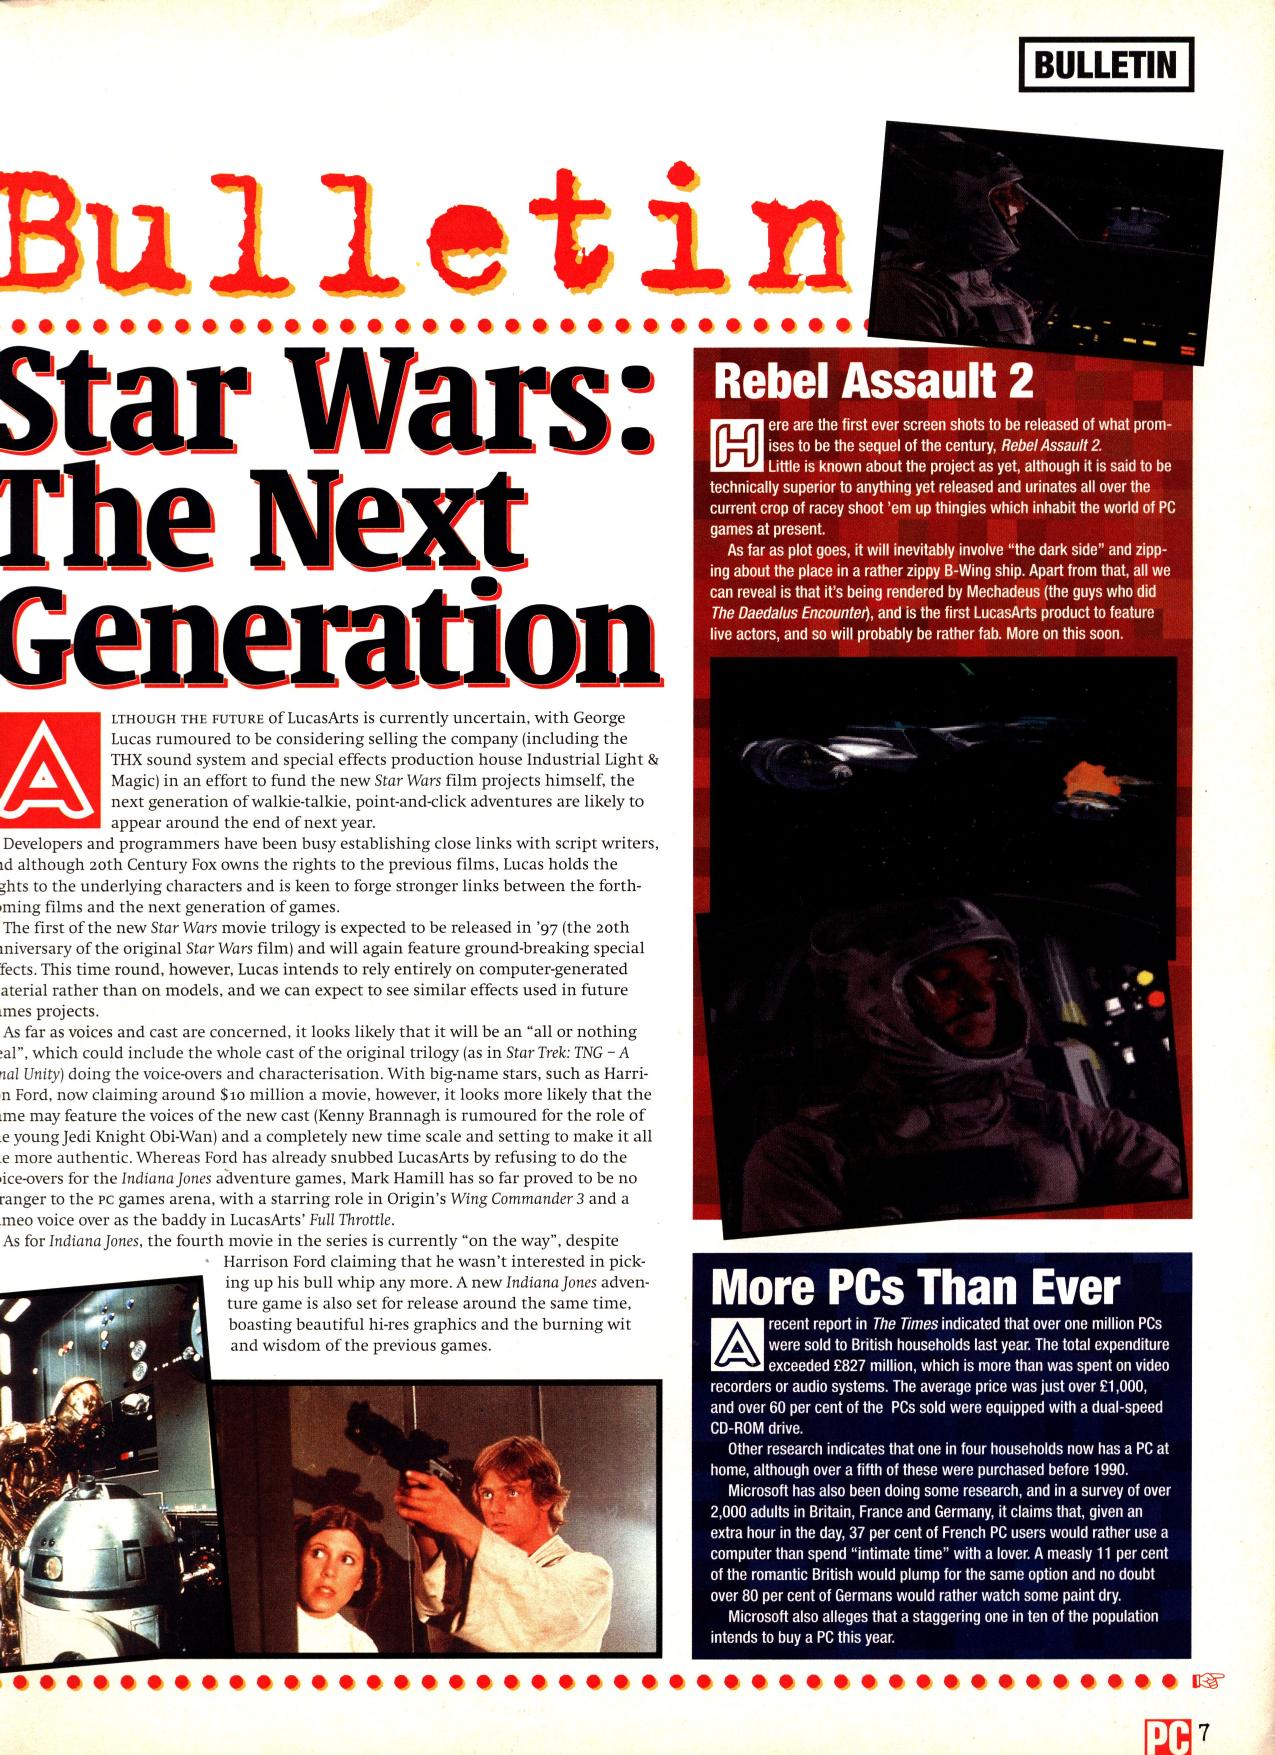 BULLETIN
Bulletin
Star Wars:
The Next
Generation
ALTHOUGH THE FUTURE of LucasArts is currently uncertain, with George
Lucas rumoured to be considering selling the company (including the
THX sound system and special effects production house Industrial Light &
Magic) in an effort to fund the new Star Wars film projects himself, the
next generation of walkie-talkie, point-and-click adventures are likely to
appear around the end of next year.
Developers and programmers have been busy establishing close links with script writers,
although 20th Century Fox owns the rights to the previous films, Lucas holds the
to the underlying characters and is keen to forge stronger links between the forth-
films and the next generation of games.
The first of the new Star Wars movie trilogy is expected to be released in '97 (the 20th
of the original Star Wars film) and will again feature ground-breaking special
This time round, however, Lucas intends to rely entirely on computer-generated
rather than on models, and we can expect to see similar effects used in future
projects.
As far as voices and cast are concerned, it looks likely that it will be an "all or nothing
", which could include the whole cast of the original trilogy (as in Star Trek: TNG – A
Unity) doing the voice-overs and characterisation. With big-name stars, such as Harri-
Ford, now claiming around $10 million a movie, however, it looks more likely that the
may feature the voices of the new cast (Kenny Brannagh is rumoured for the role of
young Jedi Knight Obi-Wan) and a completely new time scale and setting to make it all
more authentic. Whereas Ford has already snubbed LucasArts by refusing to do the
for the Indiana Jones adventure games, Mark Hamill has so far proved to be no
to the PC games arena, with a starring role in Origin's Wing Commander 3 and a
voice over as the baddy in LucasArts' Full Throttle.
As for Indiana Jones, the fourth movie in the series is currently "on the way", despite
Harrison Ford claiming that he wasn't interested in pick-
ing up his bull whip any more. A new Indiana Jones adven-
ture game is also set for release around the same time,
boasting beautiful hi-res graphics and the burning wit
and wisdom of the previous games.
Rebel Assault 2
Here are the first ever screen shots to be released of what prom-
ises to be the sequel of the century, Rebel Assault 2.
Little is known about the project as yet, although it is said to be
technically superior to anything yet released and urinates all over the
current crop of racey shoot 'em up thingies which inhabit the world of PC
games at present.
As far as plot goes, it will inevitably involve "the dark side" and zipp-
ing about the place in a rather zippy B-Wing ship. Apart from that, all we
can reveal is that it's being rendered by Mechadeus (the guys who did
The Daedalus Encounter), and is the first LucasArts product to feature
live actors, and so will probably be rather fab. More on this soon.
More PCs Than Ever
A recent report in The Times indicated that over one million PCs
were sold to British households last year. The total expenditure
exceeded £827 million, which is more than was spent on video
recorders or audio systems. The average price was just over £1,000,
and over 60 per cent of the PCs sold were equipped with a dual-speed
CD-ROM drive.
Other research indicates that one in four households now has a PC at
home, although over a fifth of these were purchased before 1990.
Microsoft has also been doing some research, and in a survey of over
2,000 adults in Britain, France and Germany, it claims that, given an
extra hour in the day, 37 per cent of French PC users would rather use a
computer than spend "intimate time" with a lover. A measly 11 per cent
of the romantic British would plump for the same option and no doubt
over 80 per cent of Germans would rather watch some paint dry.
Microsoft also alleges that a staggering one in ten of the population
intends to buy a PC this year.
PC 7